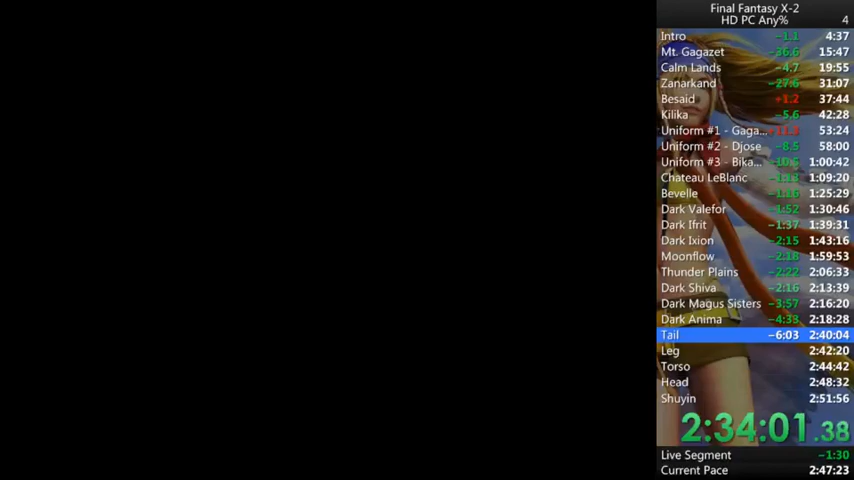 Final Fantasy X-2
HD PC Any% 4
Intro −1.1 4:37
Mt. Gagazet −36.6 15:47
Calm Lands −4.7 19:55
Zanarkand −27.6 31:07
Besaid +1.2 37:44
Kilika −5.6 42:28
Uniform #1 - Gaga... +11.8 53:24
Uniform #2 - Djose −8.5 58:00
Uniform #3 - Bika... −10.5 1:00:42
Chateau LeBlanc −1:13 1:09:20
Bevelle −1:16 1:25:29
Dark Valefor −1:52 1:30:46
Dark Ifrit −1:37 1:39:31
Dark Ixion −2:15 1:43:16
Moonflow −2:18 1:59:53
Thunder Plains −2:22 2:06:33
Dark Shiva −2:16 2:13:39
Dark Magus Sisters −3:57 2:16:20
Dark Anima −4:33 2:18:28
Tail −6:03 2:40:04
Leg 2:42:20
Torso 2:44:42
Head 2:48:32
Shuyin 2:51:56
2:34:01.38
Live Segment −1:30
Current Pace 2:47:23